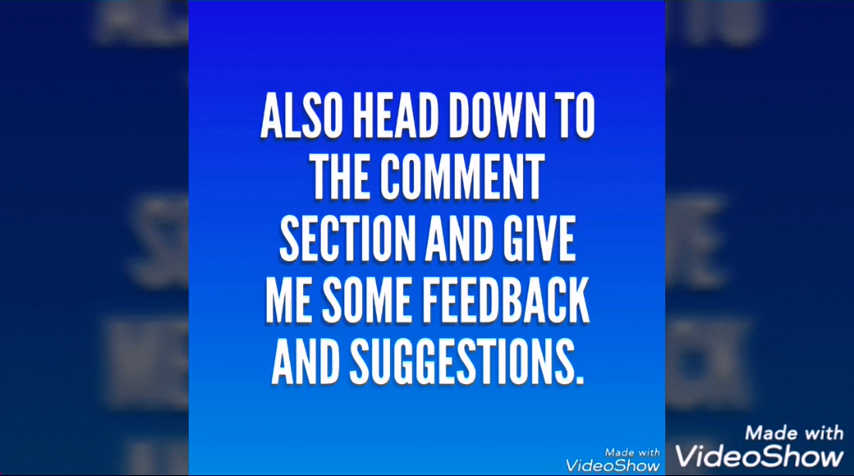 ALSO HEAD DOWN TO
THE COMMENT
SECTION AND GIVE
ME SOME FEEDBACK
AND SUGGESTIONS.
Made with
VideoShow
Made with
VideoShow